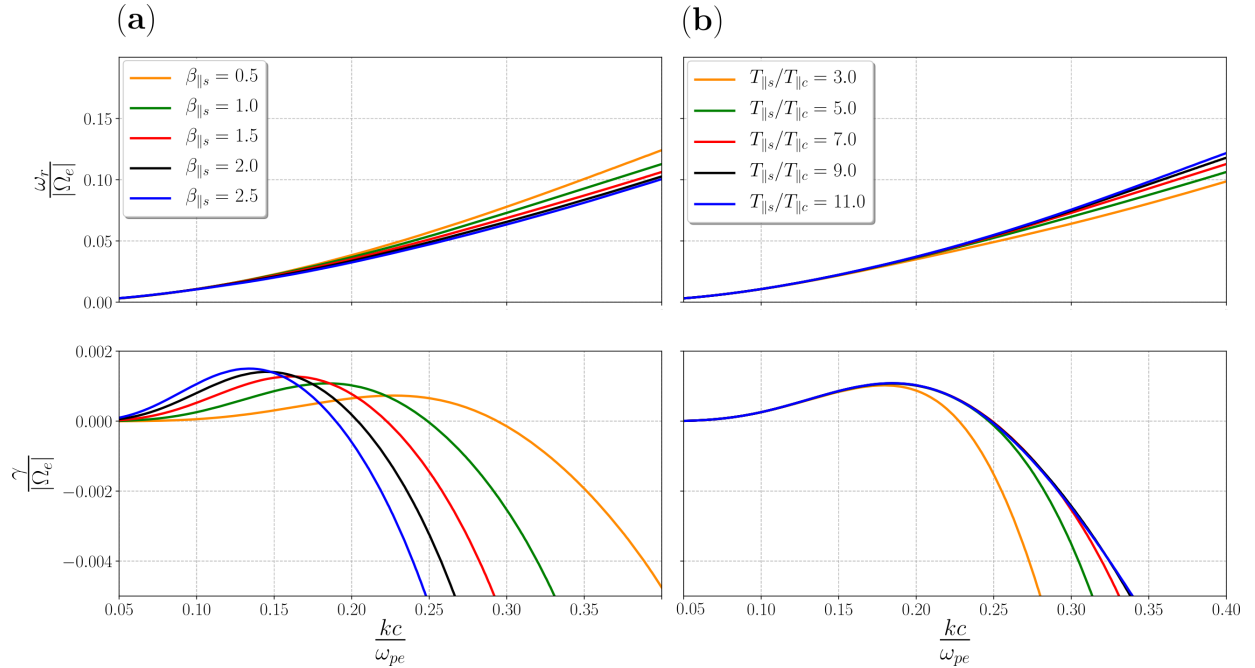 (a)
β∥s = 0.5
β∥s = 1.0
β∥s = 1.5
β∥s = 2.0
β∥s = 2.5
0.15
0.10
0.05
0.00
ωr/|Ωe|
(b)
T∥s/T∥c = 3.0
T∥s/T∥c = 5.0
T∥s/T∥c = 7.0
T∥s/T∥c = 9.0
T∥s/T∥c = 11.0
0.002
0.000
−0.002
−0.004
γ/|Ωe|
0.05 0.10 0.15 0.20 0.25 0.30
kc/ωpe
0.05 0.10 0.15 0.20 0.25 0.30 0.35 0.40
kc/ωpe